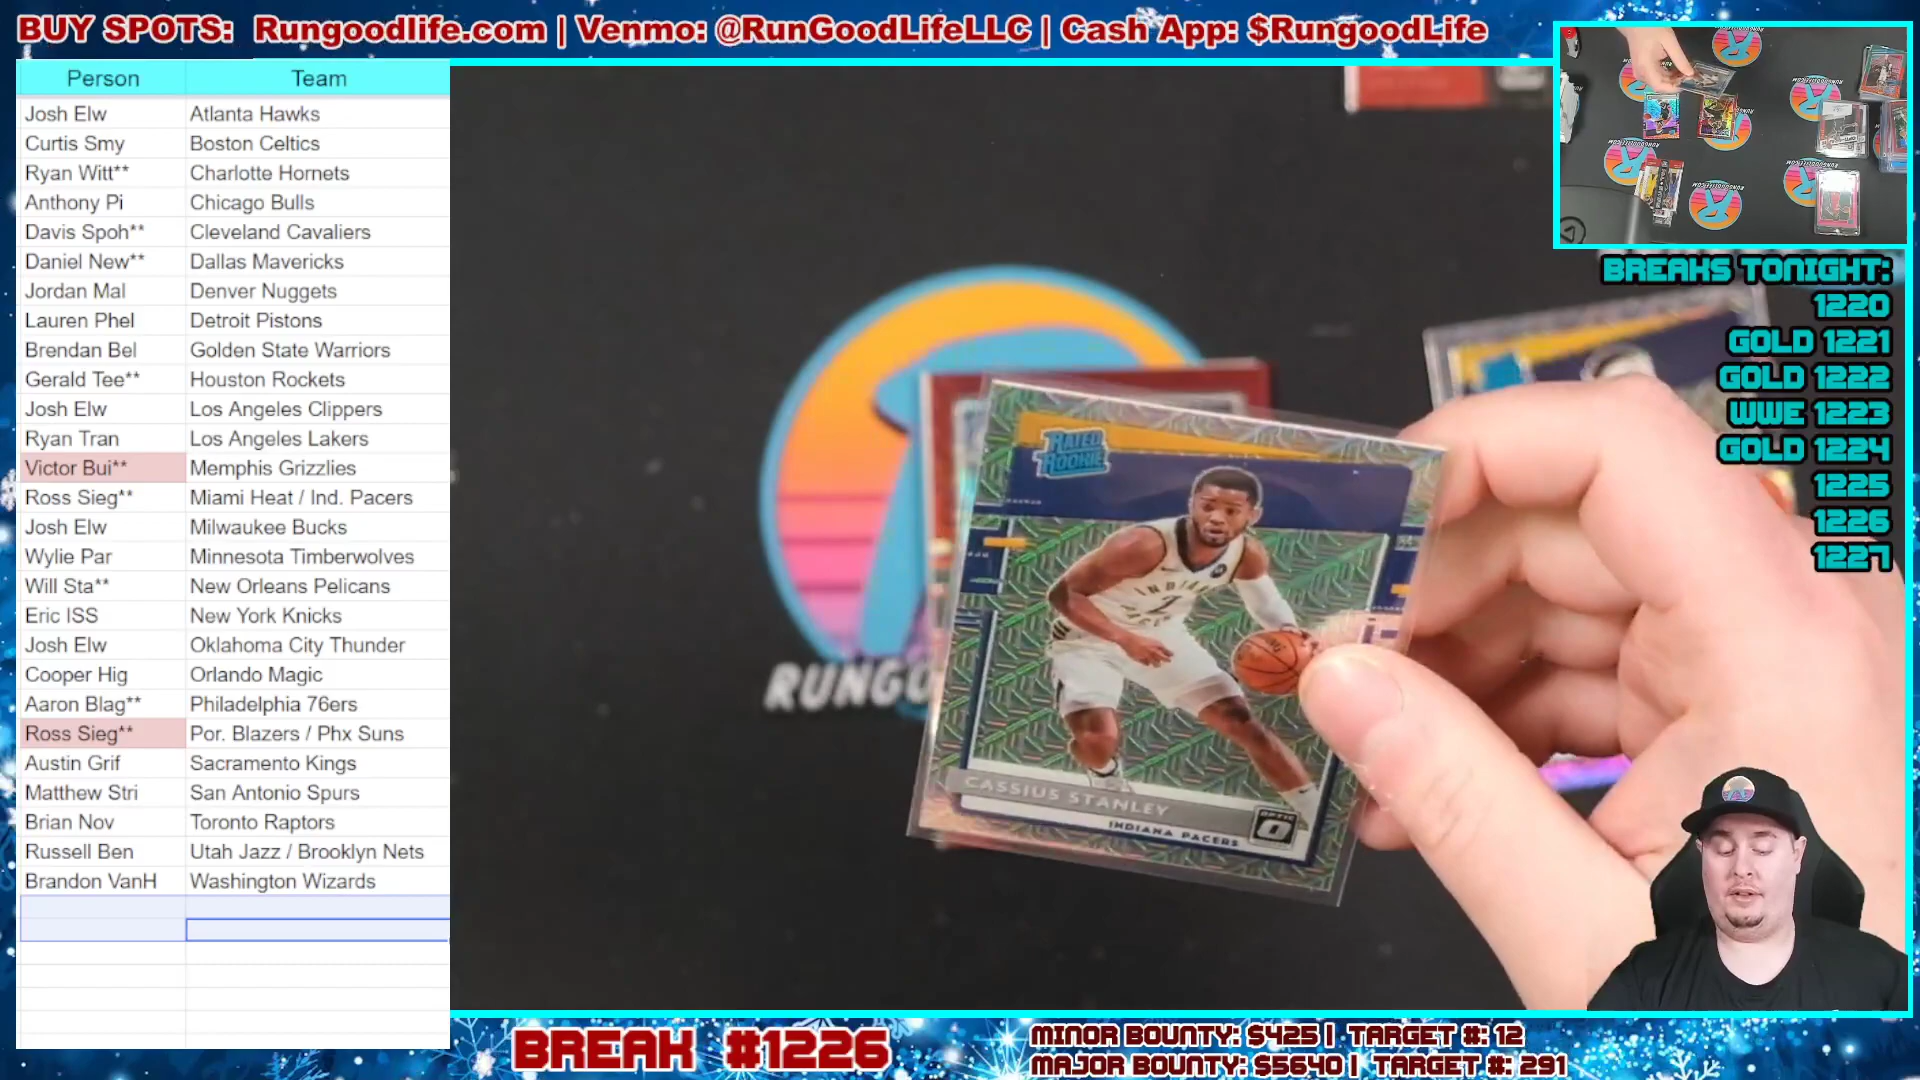 BUY SPOTS: Rungoodlife.com | Venmo: @RunGoodLifeLLC | Cash App: $RungoodLife
Person Team
Josh Elw Atlanta Hawks
Curtis Smy Boston Celtics
Ryan Witt** Charlotte Hornets
Anthony Pi Chicago Bulls
Davis Spoh** Cleveland Cavaliers
Daniel New** Dallas Mavericks
Jordan Mal Denver Nuggets
Lauren Phel Detroit Pistons
Brendan Bel Golden State Warriors
Gerald Tee** Houston Rockets
Josh Elw Los Angeles Clippers
Ryan Tran Los Angeles Lakers
Victor Bui** Memphis Grizzlies
Ross Sieg** Miami Heat / Ind. Pacers
Josh Elw Milwaukee Bucks
Wylie Par Minnesota Timberwolves
Will Sta** New Orleans Pelicans
Eric ISS New York Knicks
Josh Elw Oklahoma City Thunder
Cooper Hig Orlando Magic
Aaron Blag** Philadelphia 76ers
Ross Sieg** Por. Blazers / Phx Suns
Austin Grif Sacramento Kings
Matthew Stri San Antonio Spurs
Brian Nov Toronto Raptors
Russell Ben Utah Jazz / Brooklyn Nets
Brandon VanH Washington Wizards
RATED
ROOKIE
CASSIUS STANLEY
INDIANA PACERS
OPTIC
RUNGO
BREAKS TONIGHT:
1220
GOLD 1221
GOLD 1222
WWE 1223
GOLD 1224
1225
1226
1227
BREAK #1226
MINOR BOUNTY: $425 | TARGET #: 12
MAJOR BOUNTY: $5640 | TARGET #: 291